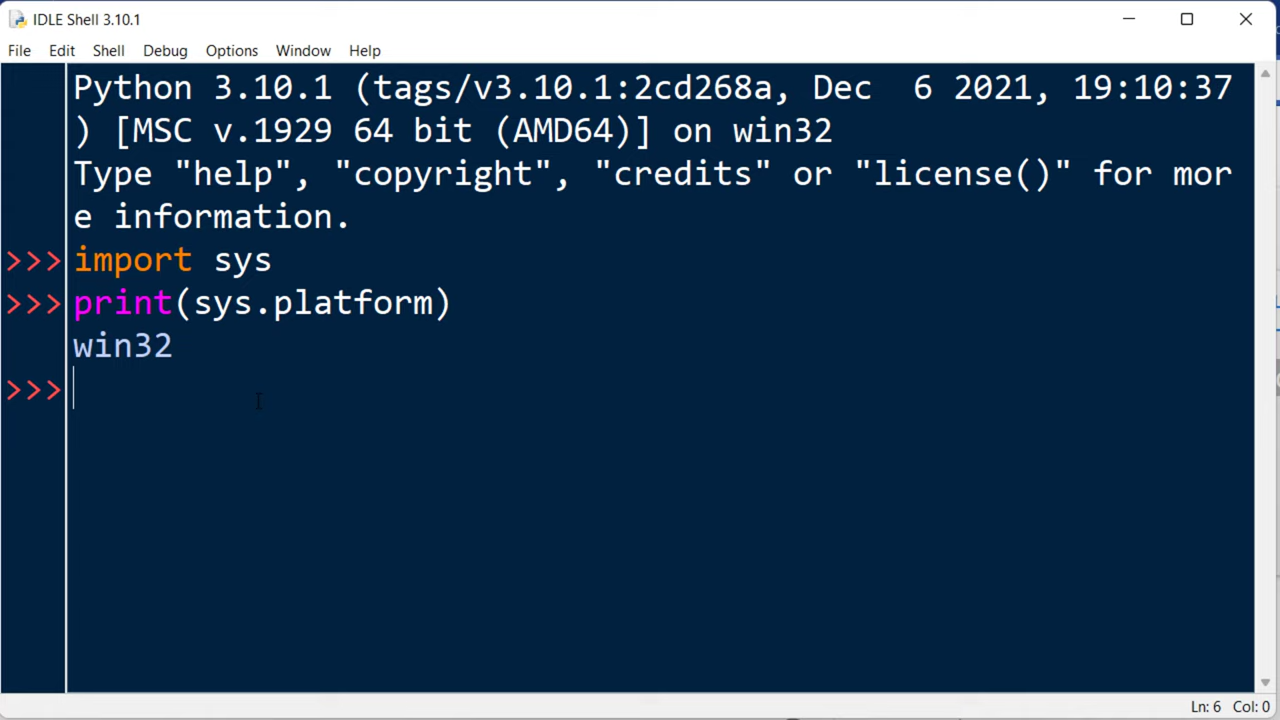 IDLE Shell 3.10.1
File Edit Shell Debug Options Window Help
Python 3.10.1 (tags/v3.10.1:2cd268a, Dec  6 2021, 19:10:37
) [MSC v.1929 64 bit (AMD64)] on win32
Type "help", "copyright", "credits" or "license()" for mor
e information.
>>> import sys
>>> print(sys.platform)
win32
>>>
Ln: 6 Col: 0